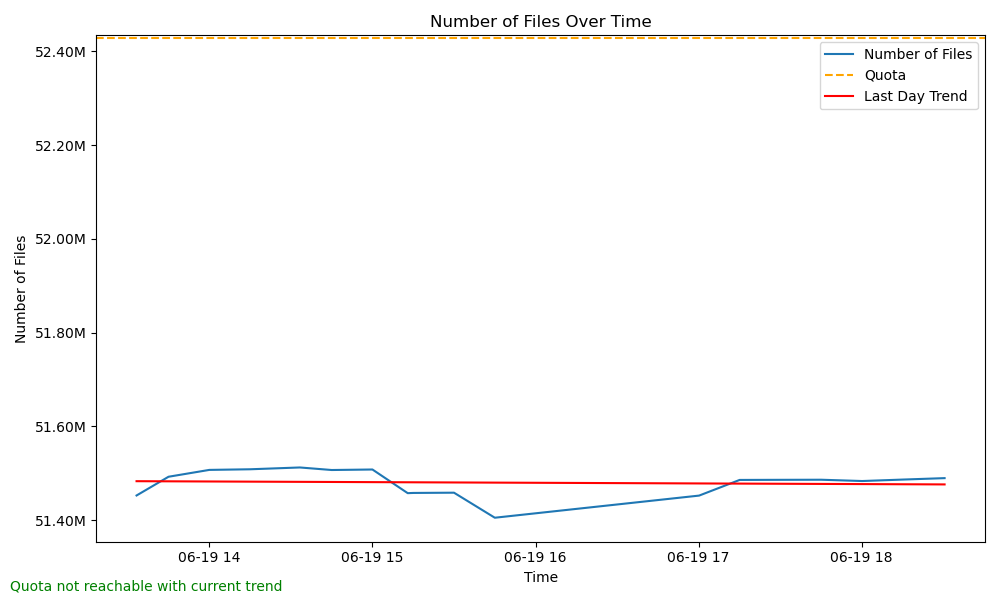 Number of Files Over Time
52.40M
52.20M
52.00M
51.80M
51.60M
51.40M
Number of Files
Number of Files
Quota
Last Day Trend
06-19 14
06-19 15
06-19 16
06-19 17
06-19 18
Time
Quota not reachable with current trend